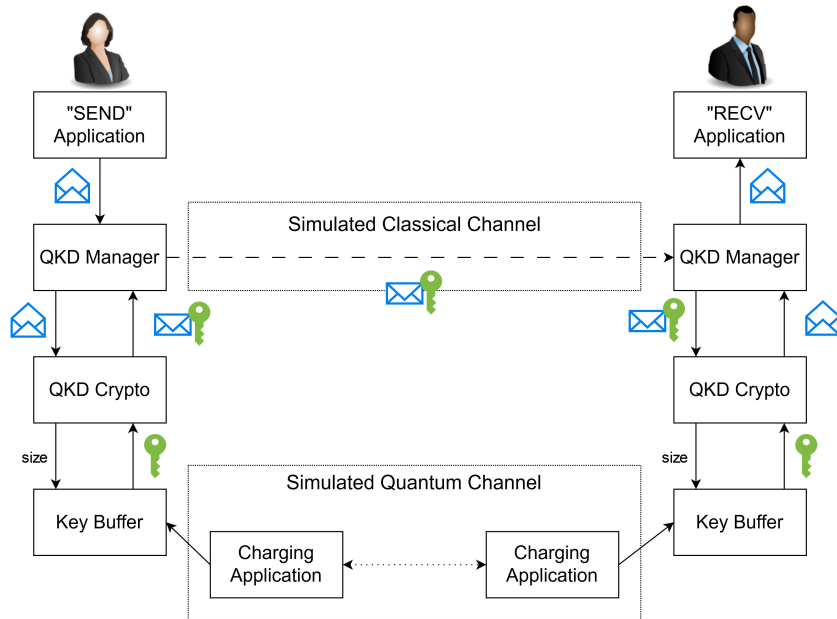 "SEND"
Application
"RECV"
Application
Simulated Classical Channel
QKD Manager
QKD Manager
QKD Crypto
QKD Crypto
size
size
Simulated Quantum Channel
Key Buffer
Key Buffer
Charging
Application
Charging
Application